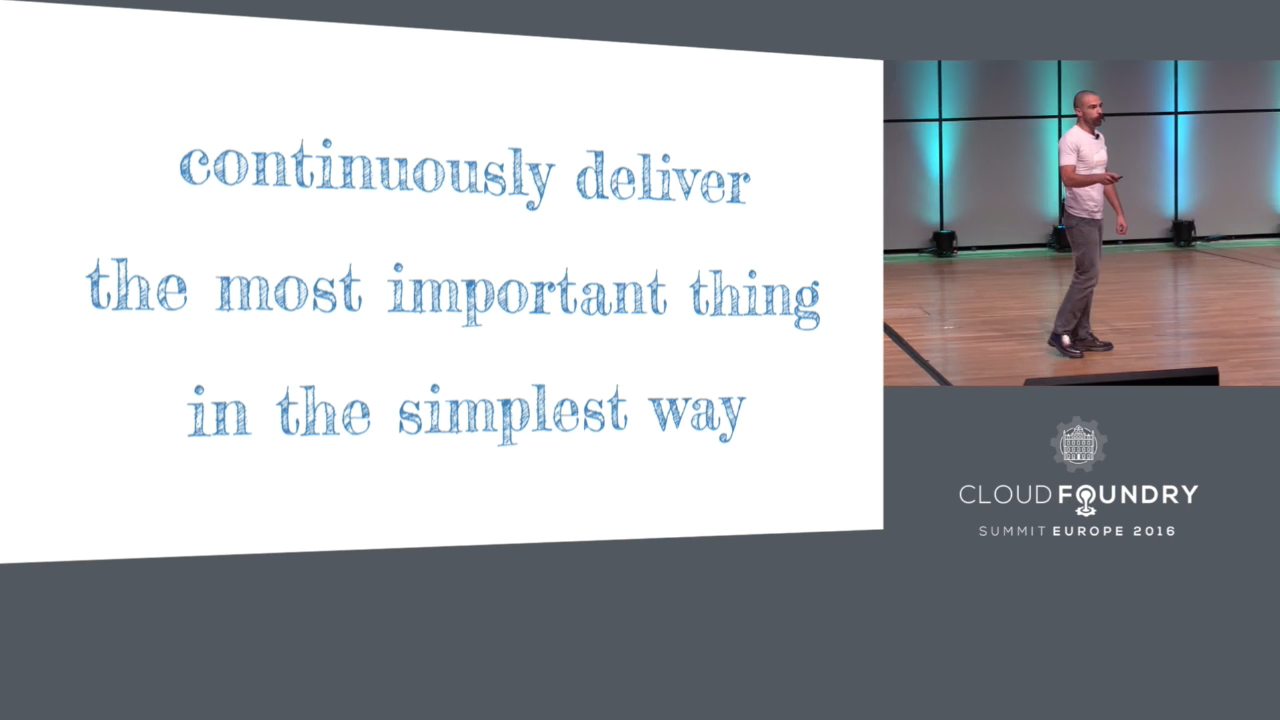 continuously deliver
the most important thing
in the simplest way
CLOUD FOUNDRY
SUMMIT EUROPE 2016